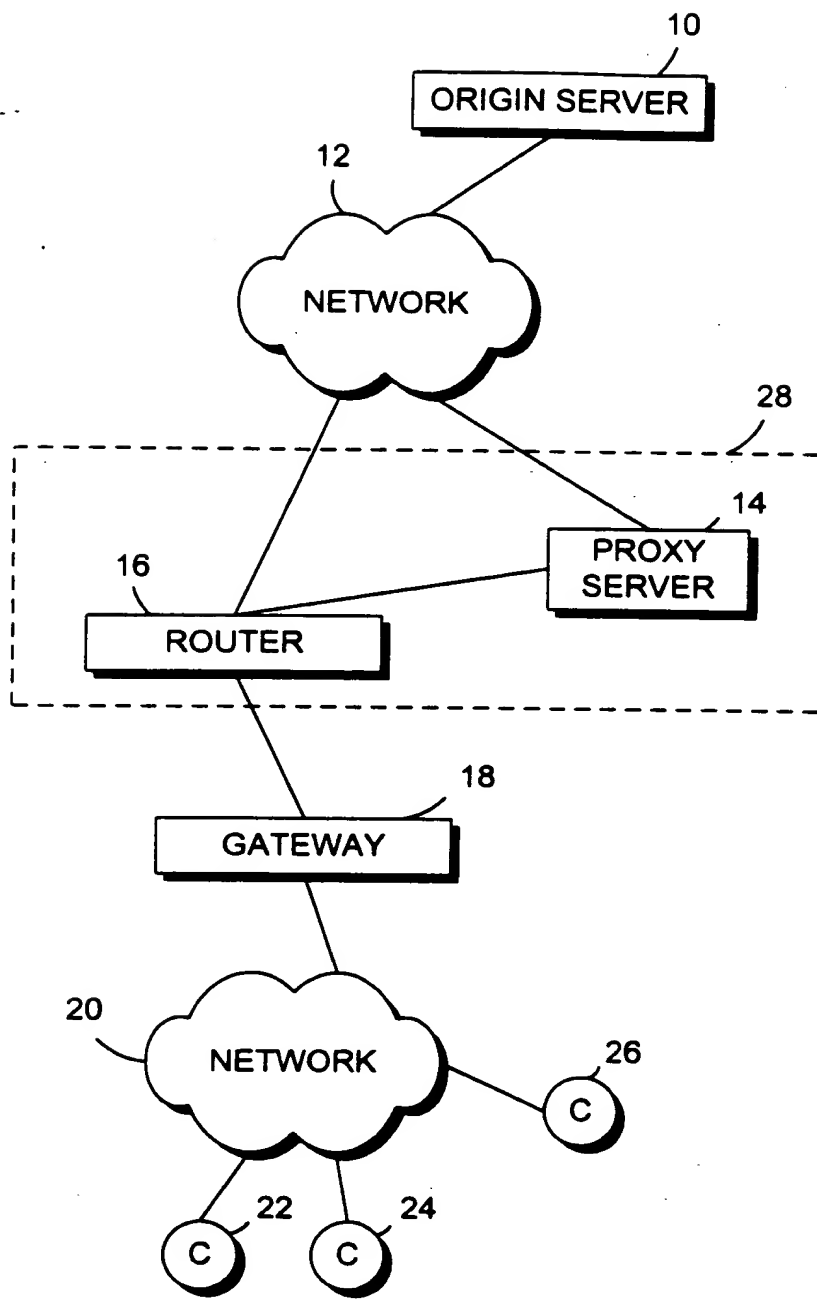 10
ORIGIN SERVER
12
NETWORK
28
14
PROXY
SERVER
16
ROUTER
18
GATEWAY
20
NETWORK
26
C
22
C
24
C